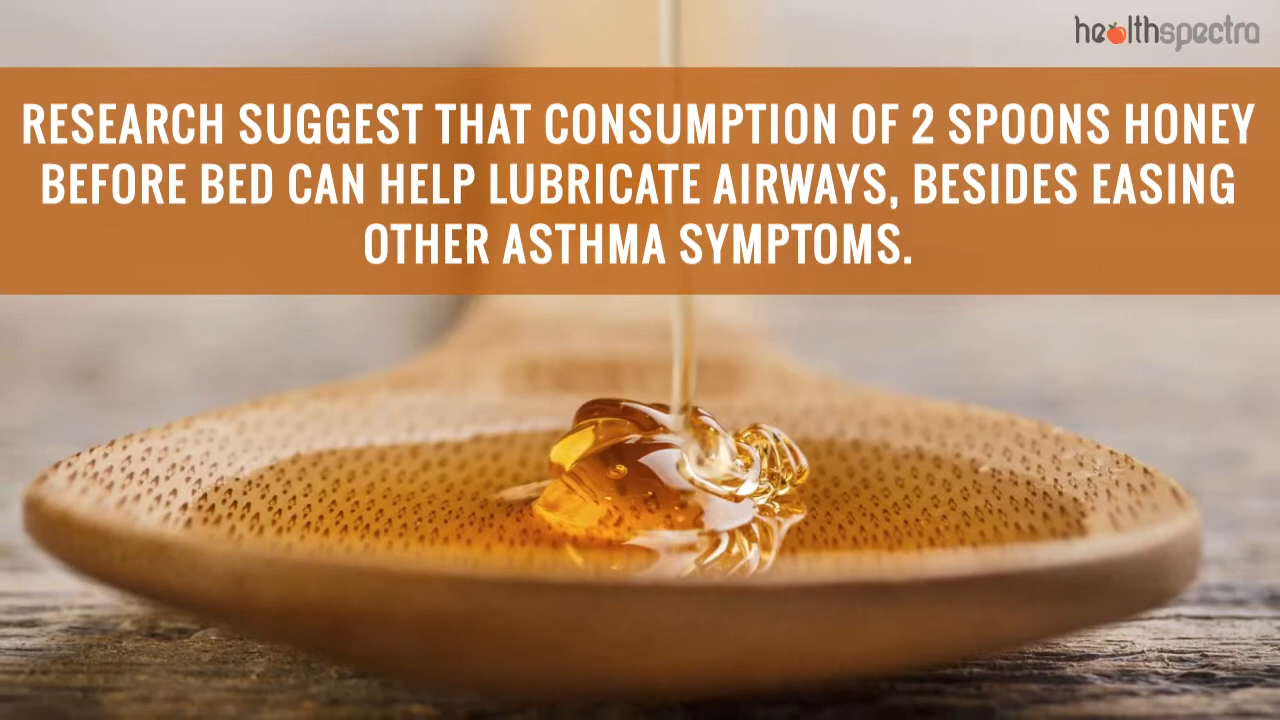 healthspectra
RESEARCH SUGGEST THAT CONSUMPTION OF 2 SPOONS HONEY
BEFORE BED CAN HELP LUBRICATE AIRWAYS, BESIDES EASING
OTHER ASTHMA SYMPTOMS.